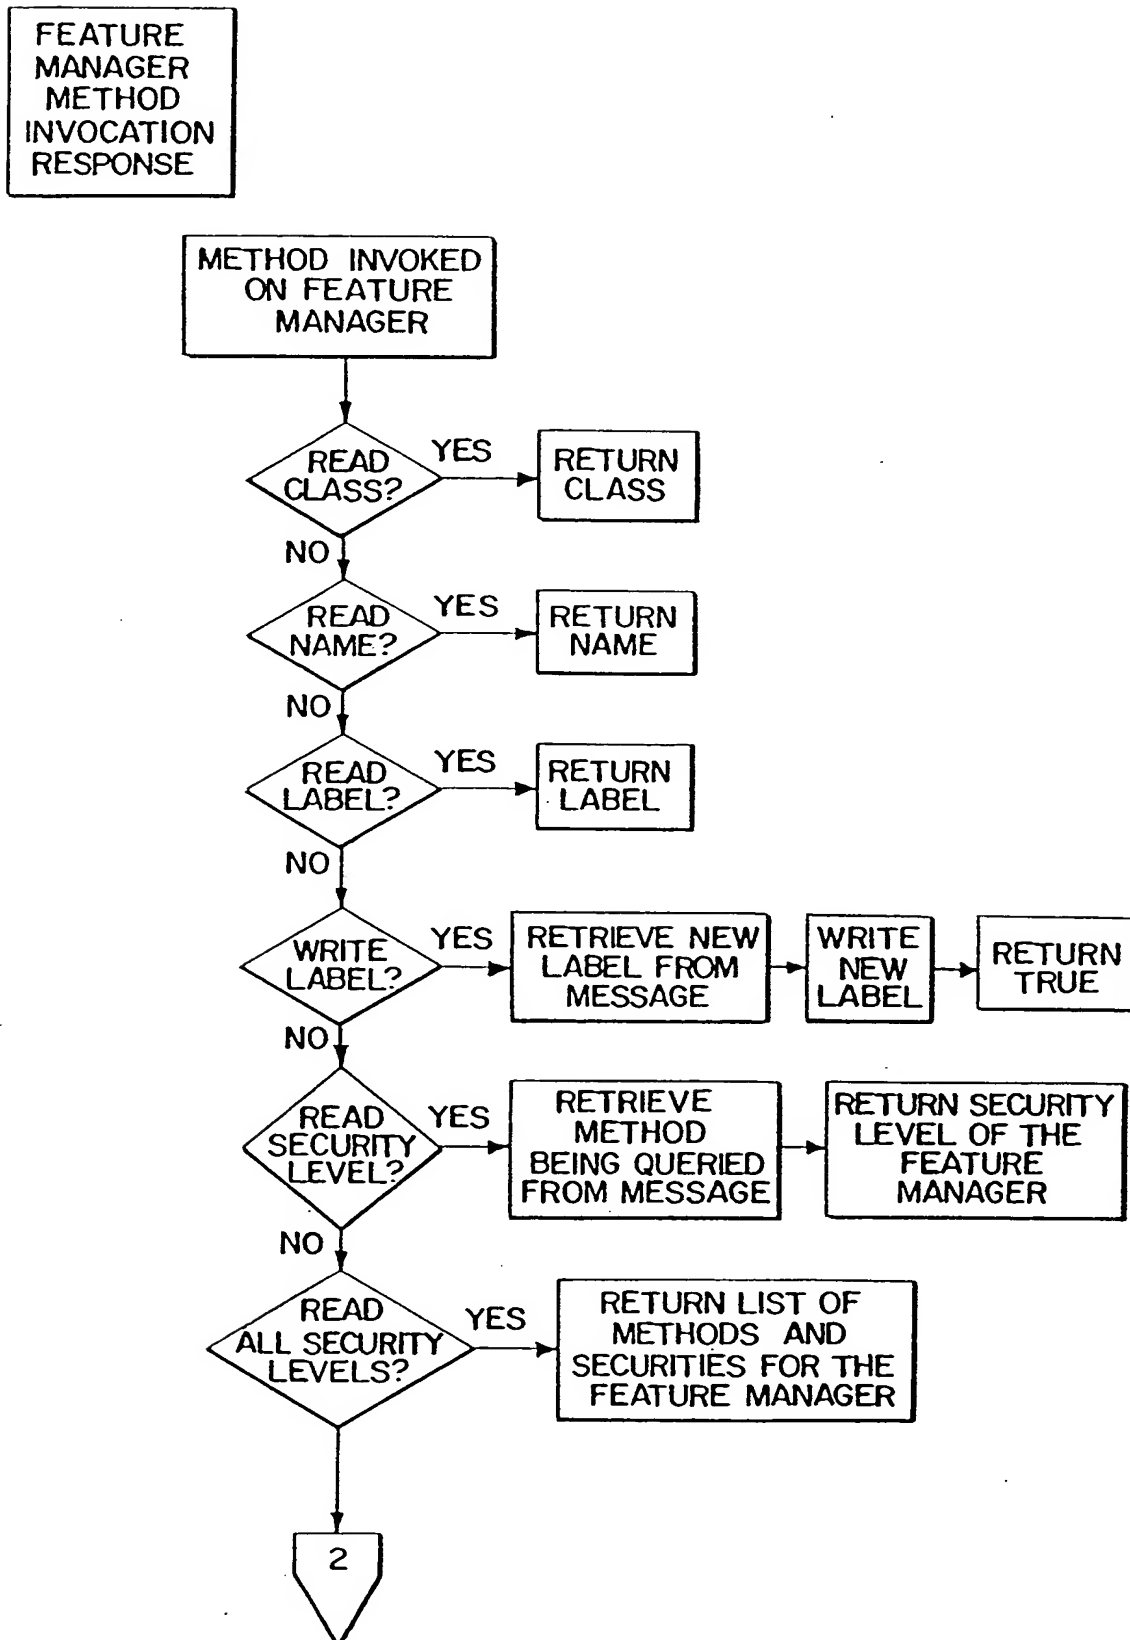 FEATURE
MANAGER
METHOD
INVOCATION
RESPONSE
METHOD INVOKED
ON FEATURE
MANAGER
READ
CLASS?
YES
RETURN
CLASS
NO
READ
NAME?
YES
RETURN
NAME
NO
READ
LABEL?
YES
RETURN
LABEL
NO
WRITE
LABEL?
YES
RETRIEVE NEW
LABEL FROM
MESSAGE
WRITE
NEW
LABEL
RETURN
TRUE
NO
READ
SECURITY
LEVEL?
YES
RETRIEVE
METHOD
BEING QUERIED
FROM MESSAGE
RETURN SECURITY
LEVEL OF THE
FEATURE
MANAGER
NO
READ
ALL SECURITY
LEVELS?
YES
RETURN LIST OF
METHODS AND
SECURITIES FOR THE
FEATURE MANAGER
2